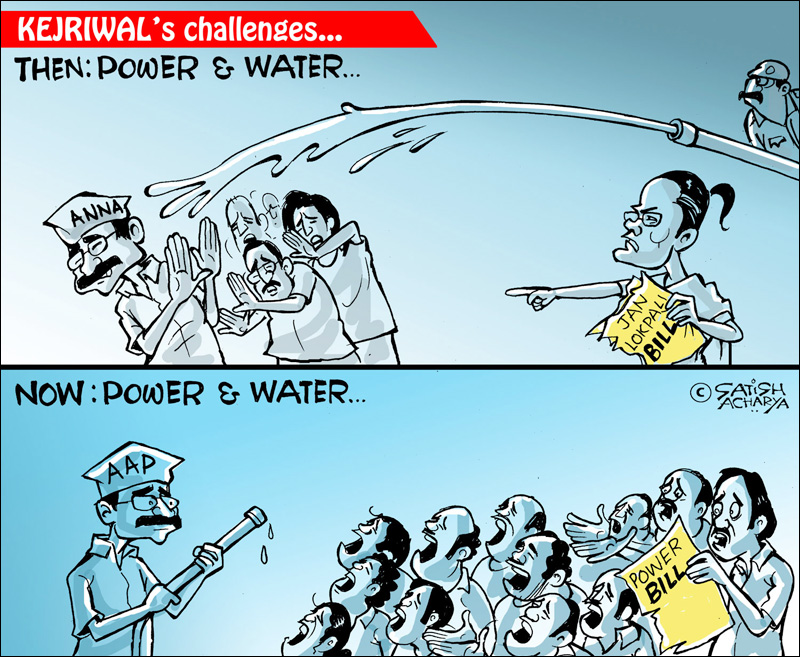 KEJRIWAL's challenges...
THEN: POWER & WATER...
ANNA
JAN
LOKPAL
BILL
NOW: POWER & WATER...
© SATISH
ACHARYA
AAP
POWER
BILL